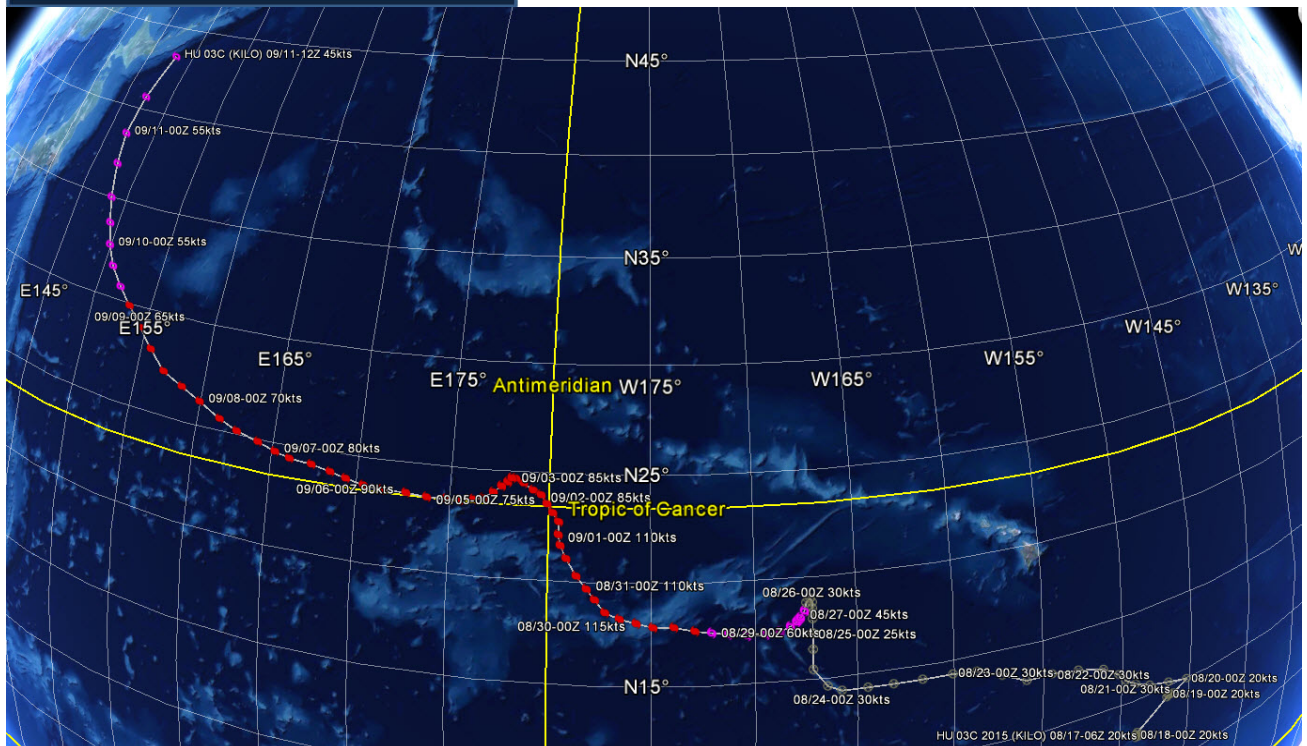 HU 03C (KILO) 09/11-12Z 45kts
N45°
09/11-00Z 55kts
09/10-00Z 55kts
N35°
E145°
W135°
09/09-00Z 65kts
E155°
W145°
E165°
W155°
E175°
Antimeridian
W175°
W165°
09/08-00Z 70kts
09/07-00Z 80kts
N25°
09/03-00Z 85kts
09/06-00Z 90kts
09/05-00Z 75kts
09/02-00Z 85kts
Tropic of Cancer
09/01-00Z 110kts
08/31-00Z 110kts
08/26-00Z 30kts
08/27-00Z 45kts
08/30-00Z 115kts
08/29-00Z 60kts
08/25-00Z 25kts
N15°
08/23-00Z 30kts
08/22-00Z 30kts
08/20-00Z 20kts
08/21-00Z 30kts
08/19-00Z 20kts
08/24-00Z 30kts
HU 03C 2015 (KILO) 08/17-06Z 20kts
08/18-00Z 20kts